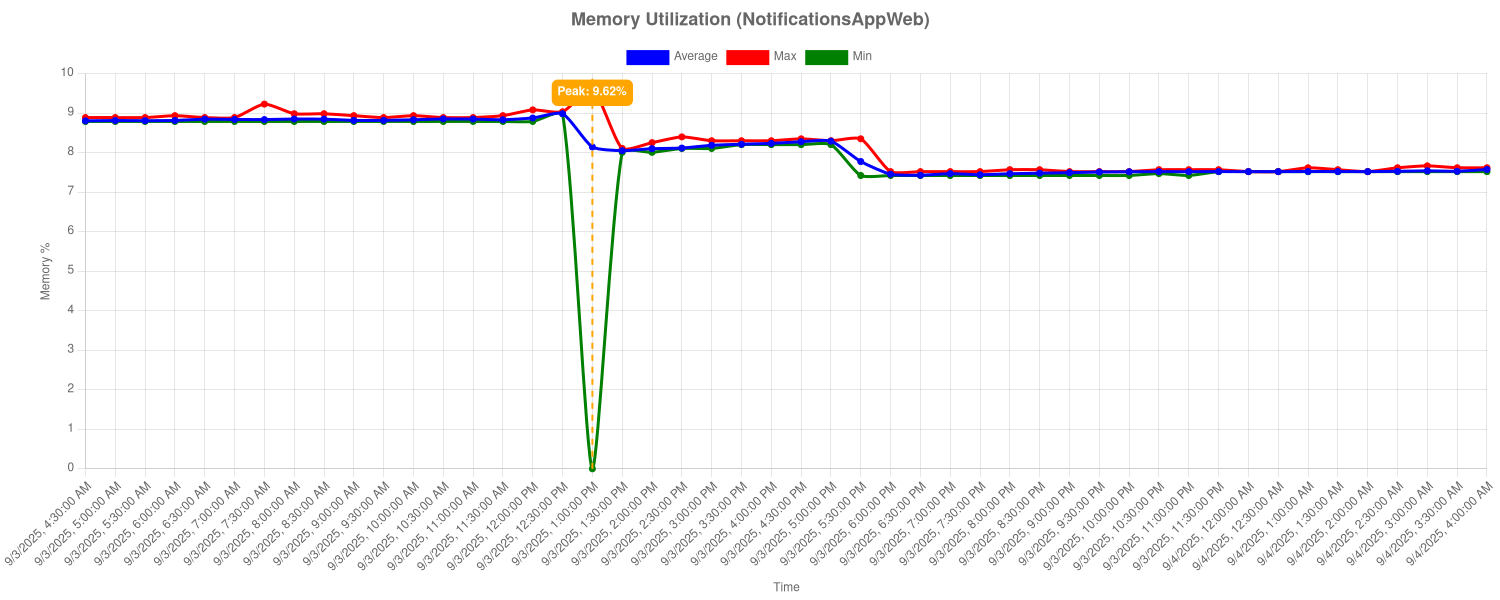 Memory Utilization (NotificationsAppWeb)
Average Max Min
Peak: 9.62%
10
9
8
7
6
5
4
3
2
1
0
Memory %
9/3/2025, 4:30:00 AM
9/3/2025, 5:00:00 AM
9/3/2025, 5:30:00 AM
9/3/2025, 6:00:00 AM
9/3/2025, 6:30:00 AM
9/3/2025, 7:00:00 AM
9/3/2025, 7:30:00 AM
9/3/2025, 8:00:00 AM
9/3/2025, 8:30:00 AM
9/3/2025, 9:00:00 AM
9/3/2025, 9:30:00 AM
9/3/2025, 10:00:00 AM
9/3/2025, 10:30:00 AM
9/3/2025, 11:00:00 AM
9/3/2025, 11:30:00 AM
9/3/2025, 12:00:00 PM
9/3/2025, 12:30:00 PM
9/3/2025, 1:00:00 PM
9/3/2025, 1:30:00 PM
9/3/2025, 2:00:00 PM
9/3/2025, 2:30:00 PM
9/3/2025, 3:00:00 PM
9/3/2025, 3:30:00 PM
9/3/2025, 4:00:00 PM
9/3/2025, 4:30:00 PM
9/3/2025, 5:00:00 PM
9/3/2025, 5:30:00 PM
9/3/2025, 6:00:00 PM
9/3/2025, 6:30:00 PM
9/3/2025, 7:00:00 PM
9/3/2025, 7:30:00 PM
9/3/2025, 8:00:00 PM
9/3/2025, 8:30:00 PM
9/3/2025, 9:00:00 PM
9/3/2025, 9:30:00 PM
9/3/2025, 10:00:00 PM
9/3/2025, 10:30:00 PM
9/3/2025, 11:00:00 PM
9/3/2025, 11:30:00 PM
9/4/2025, 12:00:00 AM
9/4/2025, 12:30:00 AM
9/4/2025, 1:00:00 AM
9/4/2025, 1:30:00 AM
9/4/2025, 2:00:00 AM
9/4/2025, 2:30:00 AM
9/4/2025, 3:00:00 AM
9/4/2025, 3:30:00 AM
9/4/2025, 4:00:00 AM
Time